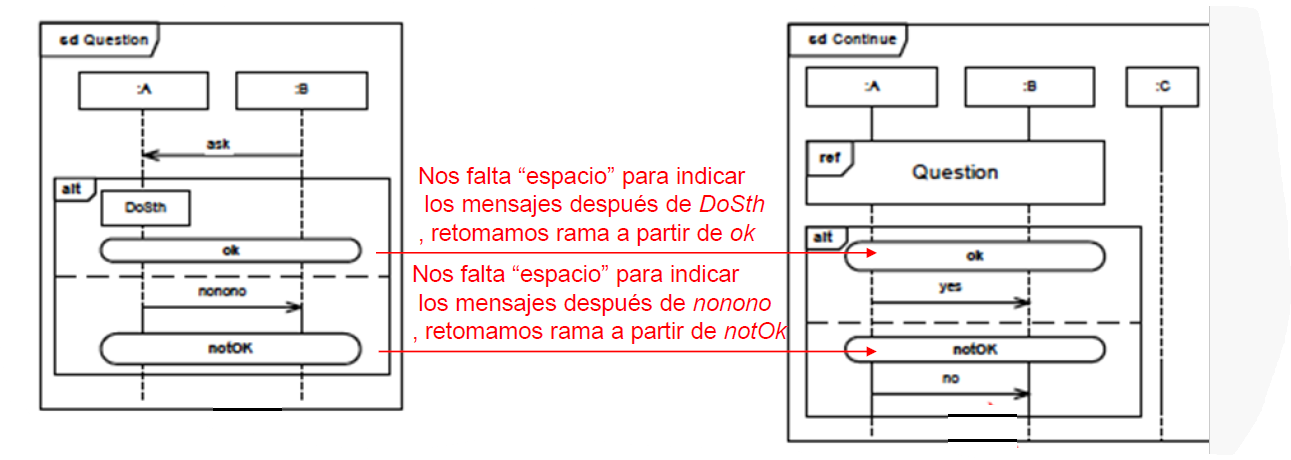 sd Question
:A
:B
ask
alt
DoSth
ok
nonono
notOK
Nos falta “espacio” para indicar
los mensajes después de DoSth
, retomamos rama a partir de ok
Nos falta “espacio” para indicar
los mensajes después de nonono
, retomamos rama a partir de notOk
sd Continue
:A
:B
:C
ref
Question
alt
ok
yes
notOK
no